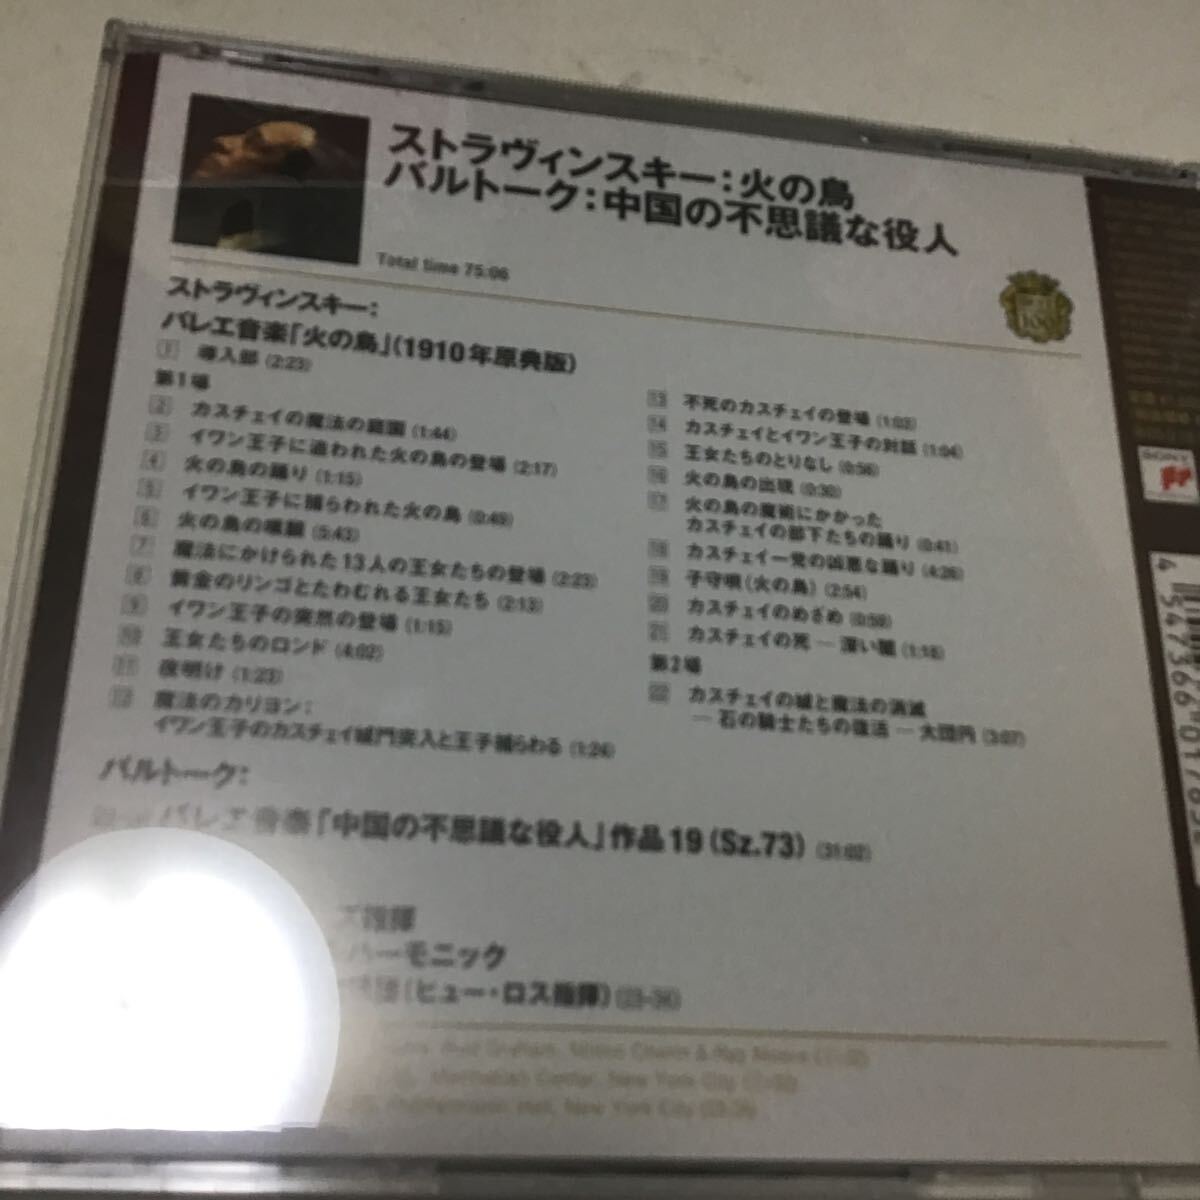 ストラヴィンスキー：火の鳥
バルトーク：中国の不思議な役人
Total time 75:06
ストラヴィンスキー：
バレエ音楽「火の鳥」(1910年原典版)
1 導入部 (2:23)
第1場
2 カスチェイの魔法の庭園 (1:44)
3 イワン王子に追われた火の鳥の登場 (2:17)
4 火の鳥の踊り (1:15)
5 イワン王子に捕らわれた火の鳥 (0:49)
6 火の鳥の嘆願 (5:43)
7 魔法にかけられた13人の王女たちの登場 (2:23)
8 黄金のリンゴとたわむれる王女たち (2:13)
9 イワン王子の突然の登場 (1:15)
10 王女たちのロンド (4:02)
11 夜明け (1:23)
12 魔法のカリヨン：
イワン王子のカスチェイ城門突入と王子捕らわる (1:24)
13 不死のカスチェイの登場 (1:03)
14 カスチェイとイワン王子の対話 (1:04)
15 王女たちのとりなし (0:56)
16 火の鳥の出現 (0:30)
17 火の鳥の魔術にかかった
カスチェイの部下たちの踊り (0:41)
18 カスチェイ一党の凶悪な踊り (4:26)
19 子守唄（火の鳥） (2:54)
20 カスチェイのめざめ (0:59)
21 カスチェイの死 ― 深い闇 (1:18)
第2場
22 カスチェイの城と魔法の消滅
― 石の騎士たちの復活 ― 大団円 (3:07)
バルトーク：
バレエ音楽「中国の不思議な役人」作品19 (Sz.73) (31:02)
ズ指揮
ハーモニック
(ヒュー・ロス指揮)
Manhattan Center, New York City
Hall, New York City
SONY
4 547366 0178